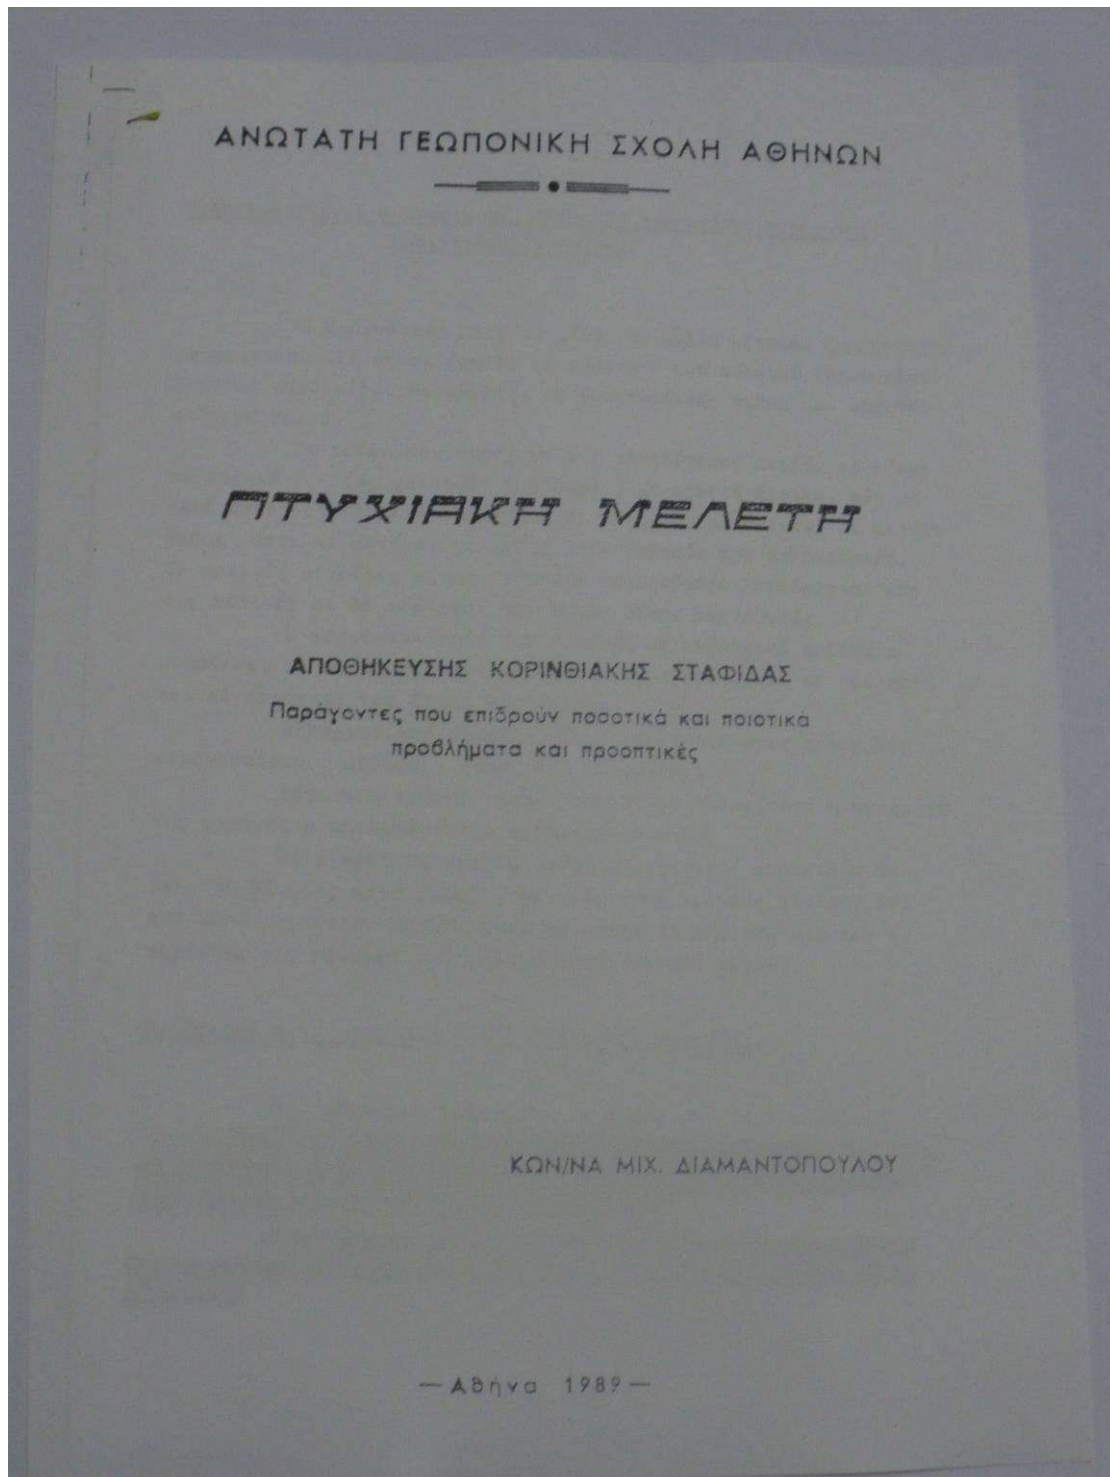 ΑΝΩΤΑΤΗ ΓΕΩΠΟΝΙΚΗ ΣΧΟΛΗ ΑΘΗΝΩΝ
ΠΤΥΧΙΑΚΗ ΜΕΛΕΤΗ
ΑΠΟΘΗΚΕΥΣΗΣ ΚΟΡΙΝΘΙΑΚΗΣ ΣΤΑΦΙΔΑΣ
Παράγοντες που επιδρούν ποσοτικά και ποιοτικά
προβλήματα και προοπτικές
ΚΩΝ/ΝΑ ΜΙΧ. ΔΙΑΜΑΝΤΟΠΟΥΛΟΥ
— Αθήνα 1989 —